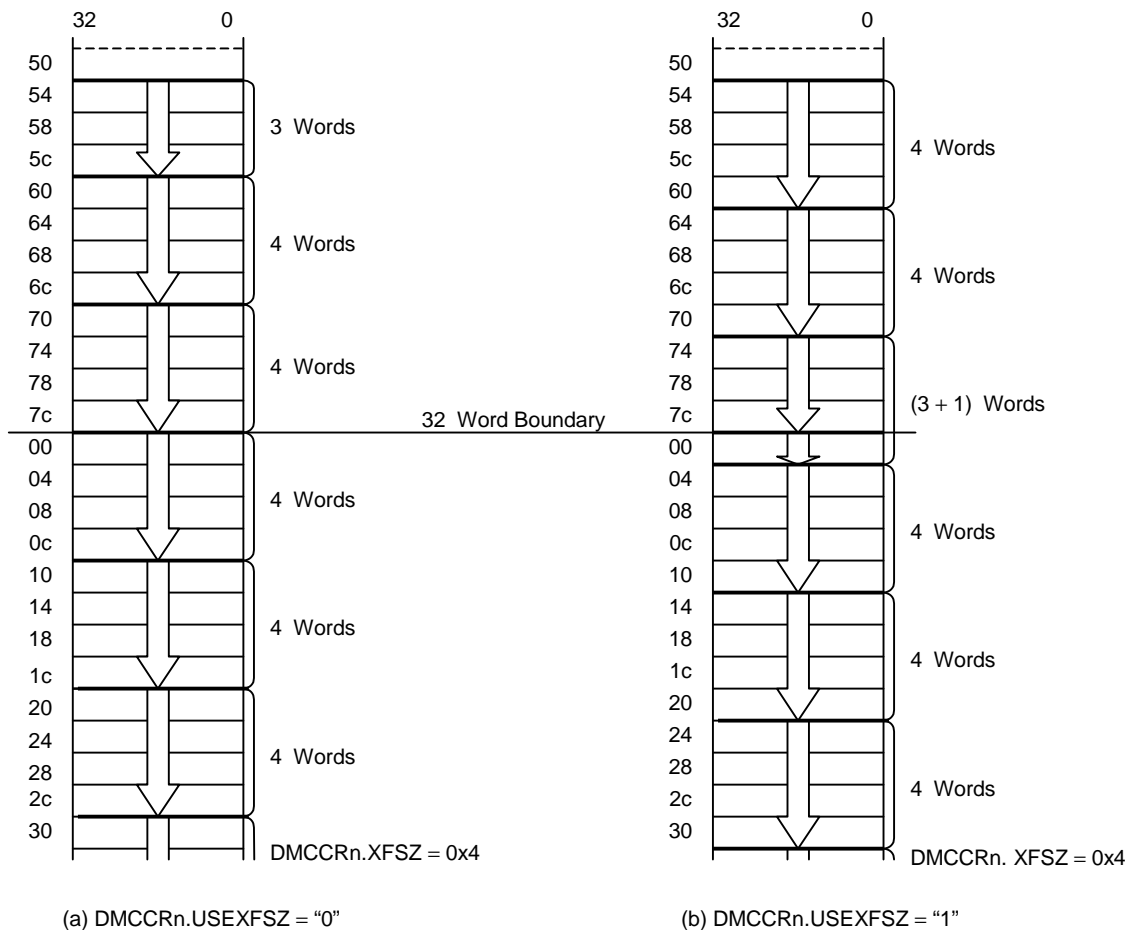 32 0
50
54
58
5c
60
64
68
6c
70
74
78
7c
00
04
08
0c
10
14
18
1c
20
24
28
2c
30
3 Words
4 Words
4 Words
4 Words
4 Words
4 Words
DMCCRn.XFSZ = 0x4
(a) DMCCRn.USEXFSZ = “0”
32 Word Boundary
32 0
50
54
58
5c
60
64
68
6c
70
74
78
7c
00
04
08
0c
10
14
18
1c
20
24
28
2c
30
4 Words
4 Words
(3 + 1) Words
4 Words
4 Words
4 Words
DMCCRn. XFSZ = 0x4
(b) DMCCRn.USEXFSZ = “1”